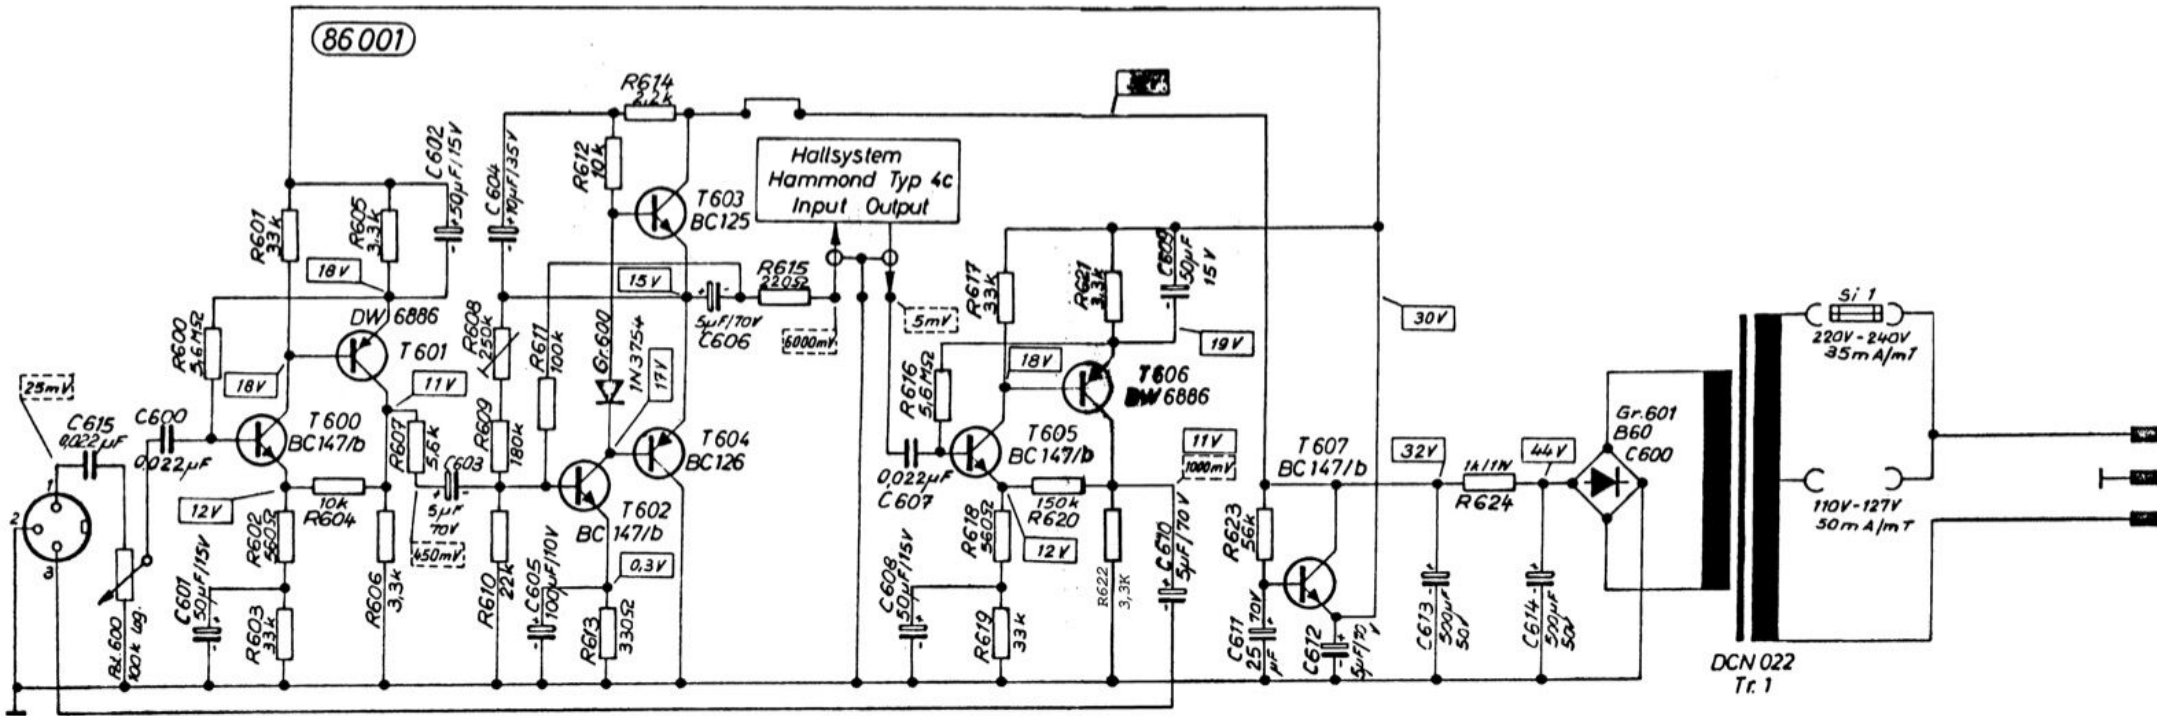 86 001
R601
33k
R605
3,3k
C602
50µF/15V
+
-
18V
DW 6886
T601
R600
5,6MΩ
18V
11V
25mV
C615
0,022µF
C600
0,022µF
T600
BC147/b
1
2
3
12V
10k
R604
R602
560Ω
C601
50µF/15V
+
-
R603
33k
Pot.600
100k log.
R606
3,3k
R607
5,6k
C603
+
-
5µF
70V
450mV
R614
2,2k
R612
10k
C604
10µF/35V
+
-
T603
BC125
15V
+
-
5µF/70V
C606
R615
220Ω
6000mV
R608
250k
R611
100k
Gr.600
1N3754
17V
R609
180k
T604
BC126
T602
BC 147/b
R610
22k
C605
100µF/10V
+
-
0,3V
R613
330Ω
Hallsystem
Hammond Typ 4c
Input Output
5mV
R617
33k
R621
3,3k
C609
50µF
15V
-
19V
30V
18V
T606
DW 6886
R616
5,6MΩ
T605
BC147/b
0,022µF
C607
11V
1000mV
150k
R620
12V
R618
560Ω
C608
50µF/15V
+
-
R619
33k
R622
3,3K
C610
5µF/70V
+
-
T607
BC147/b
32V
1k/1W
R624
44V
R623
56k
C611
25µF
70V
+
-
C612
5µF/70V
+
-
C613
500µF
50V
+
-
C614
500µF
50V
+
-
Gr.601
B60
C600
DCN 022
Tr. 1
Si 1
220V-240V
35mA/mT
110V-127V
50mA/mT